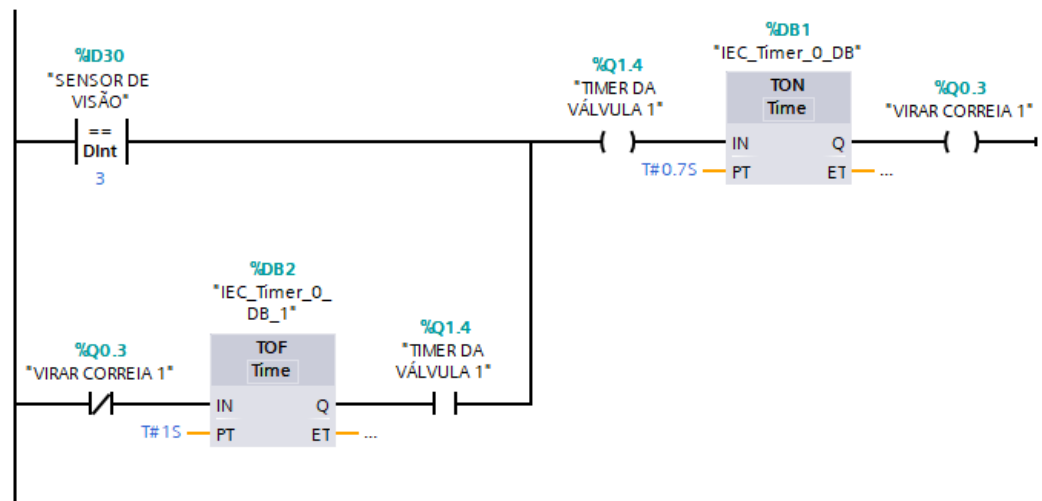 %ID30
"SENSOR DE
VISÃO"
==
DInt
3
%Q1.4
"TIMER DA
VÁLVULA 1"
%DB1
"IEC_Timer_0_DB"
TON
Time
IN
Q
T#0.7S
PT
ET
...
%Q0.3
"VIRAR CORREIA 1"
%Q0.3
"VIRAR CORREIA 1"
%DB2
"IEC_Timer_0_
DB_1"
TOF
Time
IN
Q
T#1S
PT
ET
...
%Q1.4
"TIMER DA
VÁLVULA 1"